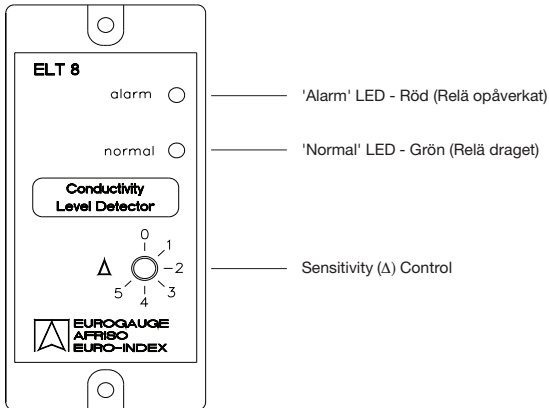 ELT 8
alarm
'Alarm' LED - Röd (Relä opåverkat)
normal
'Normal' LED - Grön (Relä draget)
Conductivity
Level Detector
0
1
Δ
2
Sensitivity (Δ) Control
5
3
4
EUROGAUGE
AFRISO
EURO-INDEX